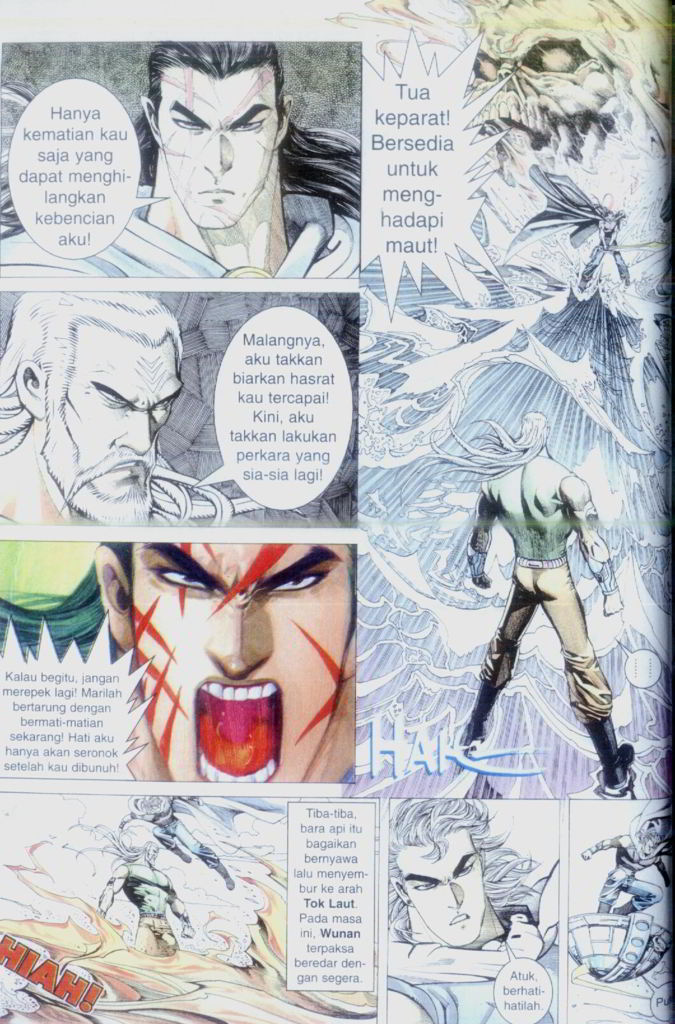 Hanya
kematian kau
saja yang
dapat menghi-
langkan
kebencian
aku!
Tua
keparat!
Bersedia
untuk
meng-
hadapi
maut!
Malangnya,
aku takkan
biarkan hasrat
kau tercapai!
Kini, aku
takkan lakukan
perkara yang
sia-sia lagi!
Kalau begitu, jangan
merepek lagi! Marilah
bertarung dengan
bermati-matian
sekarang! Hati aku
hanya akan seronok
setelah kau dibunuh!
......
HAK
HIAH!
Tiba-tiba,
bara api itu
bagaikan
bernyawa
lalu menyem-
bur ke arah
Tok Laut.
Pada masa
ini, Wunan
terpaksa
beredar den-
gan segera.
Atuk,
berhati-
hatilah.